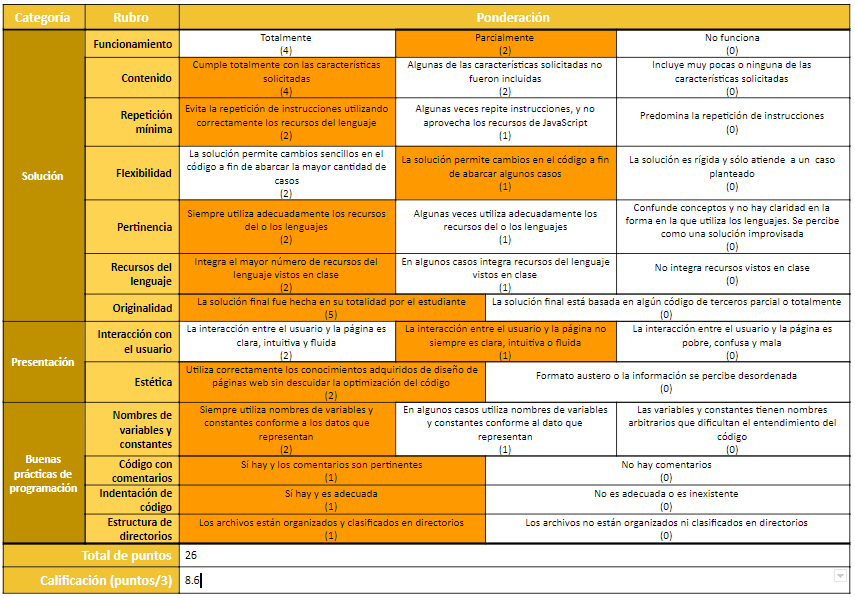 Categoría Rubro Ponderación
Solución
Funcionamiento
Totalmente
(4)
Parcialmente
(2)
No funciona
(0)
Contenido
Cumple totalmente con las características
solicitadas
(4)
Algunas de las características solicitadas no
fueron incluidas
(2)
Incluye muy pocas o ninguna de las
características solicitadas
(0)
Repetición
mínima
Evita la repetición de instrucciones utilizando
correctamente los recursos del lenguaje
(2)
Algunas veces repite instrucciones, y no
aprovecha los recursos de JavaScript
(1)
Predomina la repetición de instrucciones
(0)
Flexibilidad
La solución permite cambios sencillos en el
código a fin de abarcar la mayor cantidad de
casos
(2)
La solución permite cambios en el código a fin
de abarcar algunos casos
(1)
La solución es rígida y sólo atiende a un caso
planteado
(0)
Pertinencia
Siempre utiliza adecuadamente los recursos
del o los lenguajes
(2)
Algunas veces utiliza adecuadamente los
recursos del o los lenguajes
(1)
Confunde conceptos y no hay claridad en la
forma en la que utiliza los lenguajes. Se percibe
como una solución improvisada
(0)
Recursos del
lenguaje
Integra el mayor número de recursos del
lenguaje vistos en clase
(2)
En algunos casos integra recursos del lenguaje
vistos en clase
(1)
No integra recursos vistos en clase
(0)
Originalidad
La solución final fue hecha en su totalidad por el estudiante
(5)
La solución final está basada en algún código de terceros parcial o totalmente
(0)
Presentación
Interacción con
el usuario
La interacción entre el usuario y la página es
clara, intuitiva y fluida
(2)
La interacción entre el usuario y la página no
siempre es clara, intuitiva o fluida
(1)
La interacción entre el usuario y la página es
pobre, confusa y mala
(0)
Estética
Utiliza correctamente los conocimientos adquiridos de diseño de
páginas web sin descuidar la optimización del código
(2)
Formato austero o la información se percibe desordenada
(0)
Buenas
prácticas de
programación
Nombres de
variables y
constantes
Siempre utiliza nombres de variables y
constantes conforme a los datos que
representan
(2)
En algunos casos utiliza nombres de variables
y constantes conforme al dato que
representan
(1)
Las variables y constantes tienen nombres
arbitrarios que dificultan el entendimiento del
código
(0)
Código con
comentarios
Sí hay y los comentarios son pertinentes
(1)
No hay comentarios
(0)
Indentación de
código
Sí hay y es adecuada
(1)
No es adecuada o es inexistente
(0)
Estructura de
directorios
Los archivos están organizados y clasificados en directorios
(1)
Los archivos no están organizados ni clasificados en directorios
(0)
Total de puntos 26
Calificación (puntos/3) 8.6